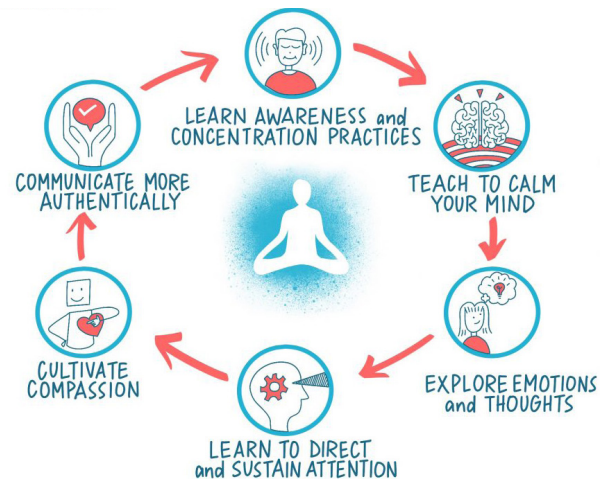 LEARN AWARENESS and
CONCENTRATION PRACTICES
TEACH TO CALM
YOUR MIND
EXPLORE EMOTIONS
and THOUGHTS
LEARN TO DIRECT
and SUSTAIN ATTENTION
CULTIVATE
COMPASSION
COMMUNICATE MORE
AUTHENTICALLY